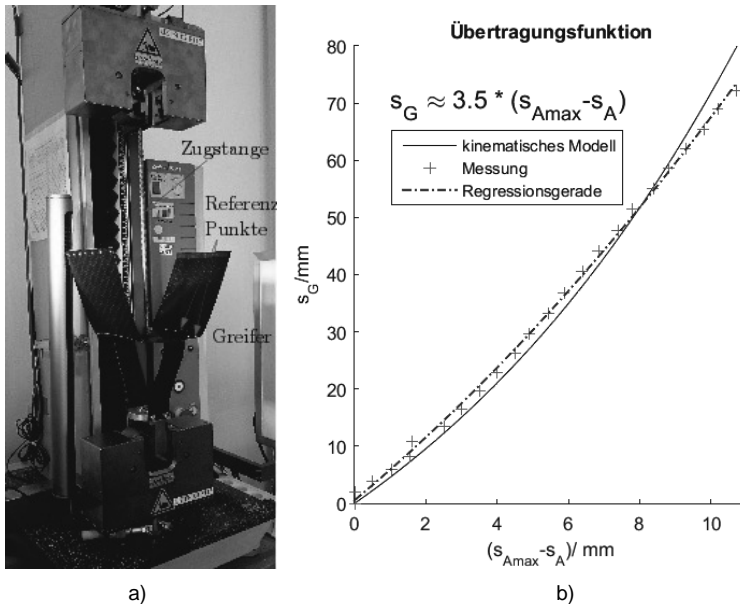 Zugstange
Referenz
Punkte
Greifer
a)
Übertragungsfunktion
s_G ≈ 3.5 * (s_Amax-s_A)
kinematisches Modell
Messung
Regressionsgerade
s_G/mm
80
70
60
50
40
30
20
10
0
0 2 4 6 8 10
(s_Amax-s_A)/ mm
b)